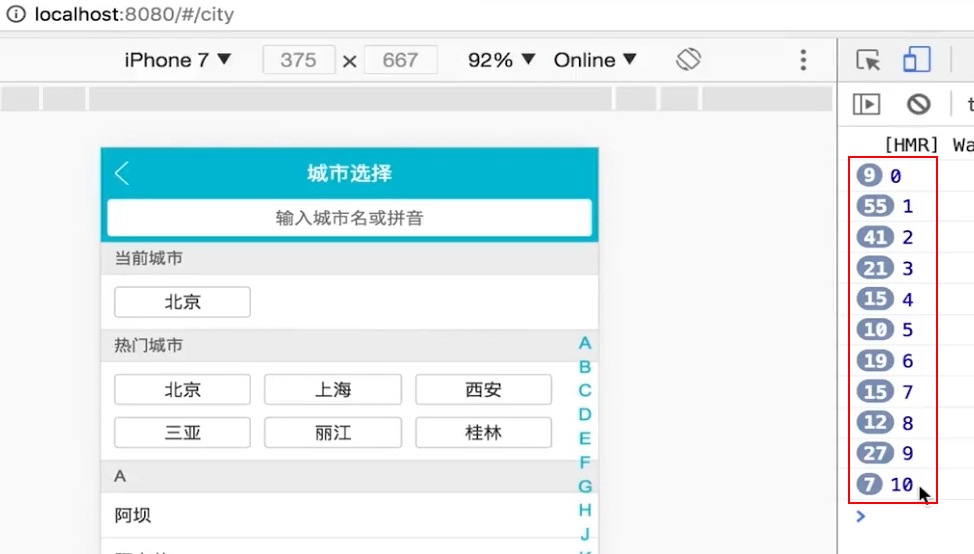 localhost:8080/#/city
iPhone 7 ▼ 375 × 667 92% ▼ Online ▼
[HMR] Wa
城市选择
输入城市名或拼音
当前城市
北京
热门城市
北京 上海 西安
三亚 丽江 桂林
A
阿坝
A
B
C
D
E
F
G
H
J
9 0
55 1
41 2
21 3
15 4
10 5
19 6
15 7
12 8
27 9
7 10
>